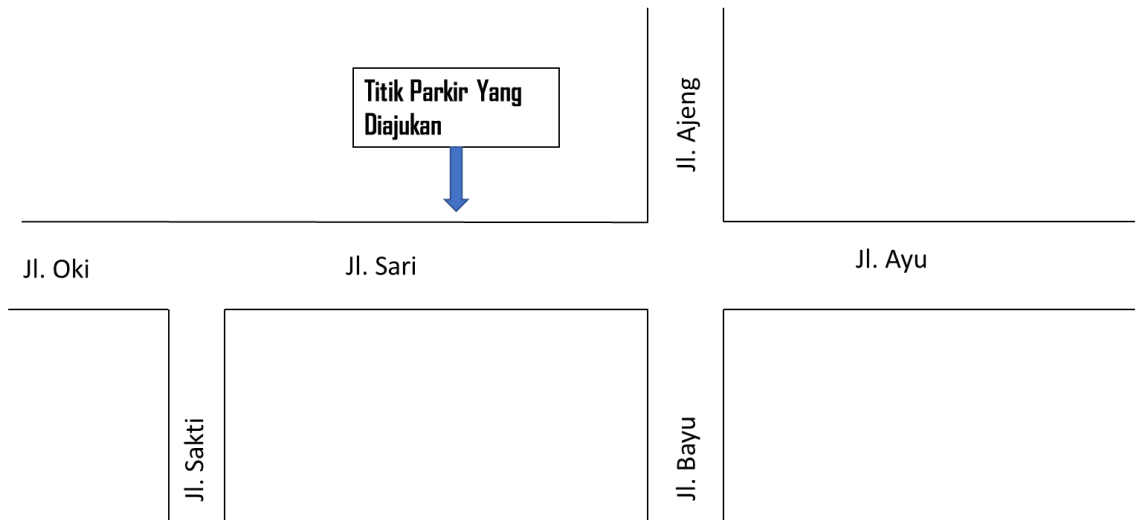 Titik Parkir Yang
Diajukan
Jl. Ajeng
Jl. Oki
Jl. Sari
Jl. Ayu
Jl. Sakti
Jl. Bayu